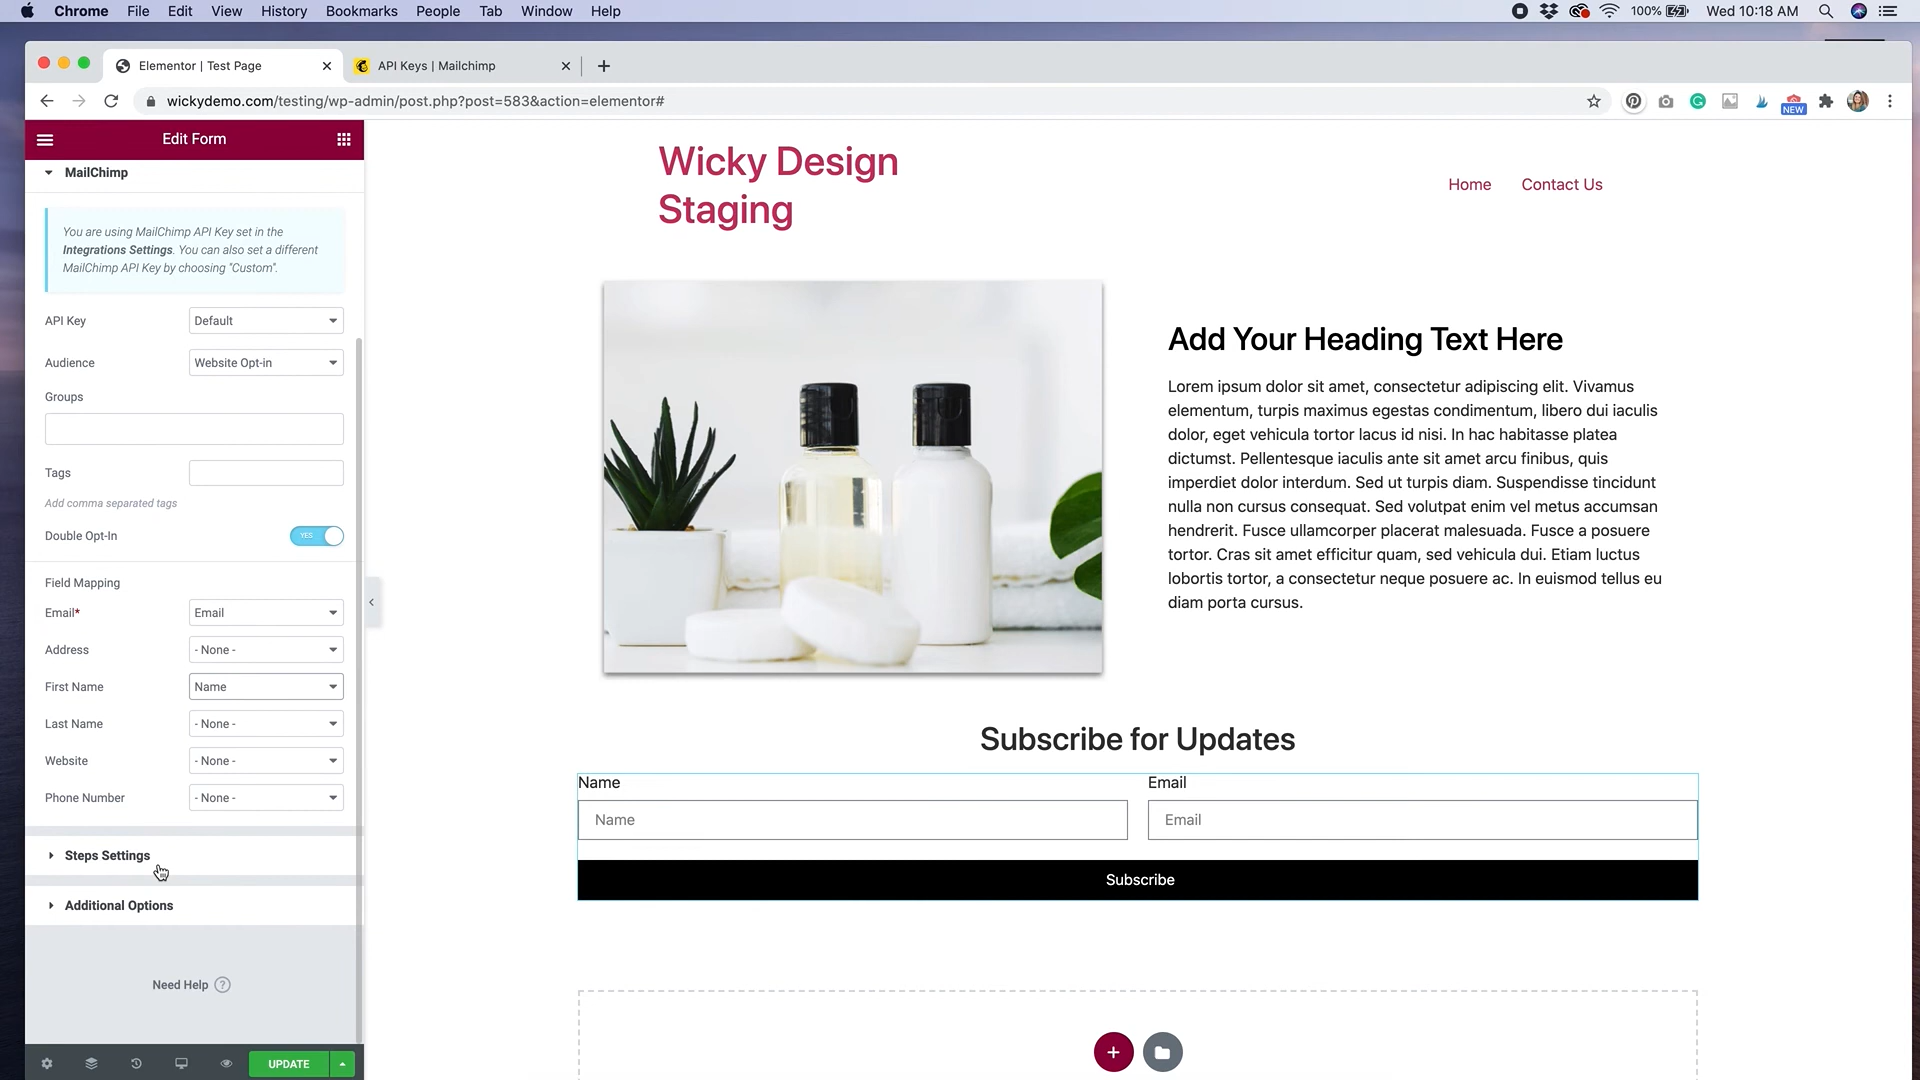 Chrome File Edit View History Bookmarks People Tab Window Help
100% Wed 10:18 AM
Elementor | Test Page
API Keys | Mailchimp
wickydemo.com/testing/wp-admin/post.php?post=583&action=elementor#
NEW
Edit Form
MailChimp
You are using MailChimp API Key set in the
Integrations Settings. You can also set a different
MailChimp API Key by choosing "Custom".
API Key Default
Audience Website Opt-in
Groups
Tags
Add comma separated tags
Double Opt-In YES
Field Mapping
Email* Email
Address - None -
First Name Name
Last Name - None -
Website - None -
Phone Number - None -
Steps Settings
Additional Options
Need Help ?
UPDATE
Wicky Design
Staging
Home Contact Us
Add Your Heading Text Here
Lorem ipsum dolor sit amet, consectetur adipiscing elit. Vivamus
elementum, turpis maximus egestas condimentum, libero dui iaculis
dolor, eget vehicula tortor lacus id nisi. In hac habitasse platea
dictumst. Pellentesque iaculis ante sit amet arcu finibus, quis
imperdiet dolor interdum. Sed ut turpis diam. Suspendisse tincidunt
nulla non cursus consequat. Sed volutpat enim vel metus accumsan
hendrerit. Fusce ullamcorper placerat malesuada. Fusce a posuere
tortor. Cras sit amet efficitur quam, sed vehicula dui. Etiam luctus
lobortis tortor, a consectetur neque posuere ac. In euismod tellus eu
diam porta cursus.
Subscribe for Updates
Name Email
Name Email
Subscribe